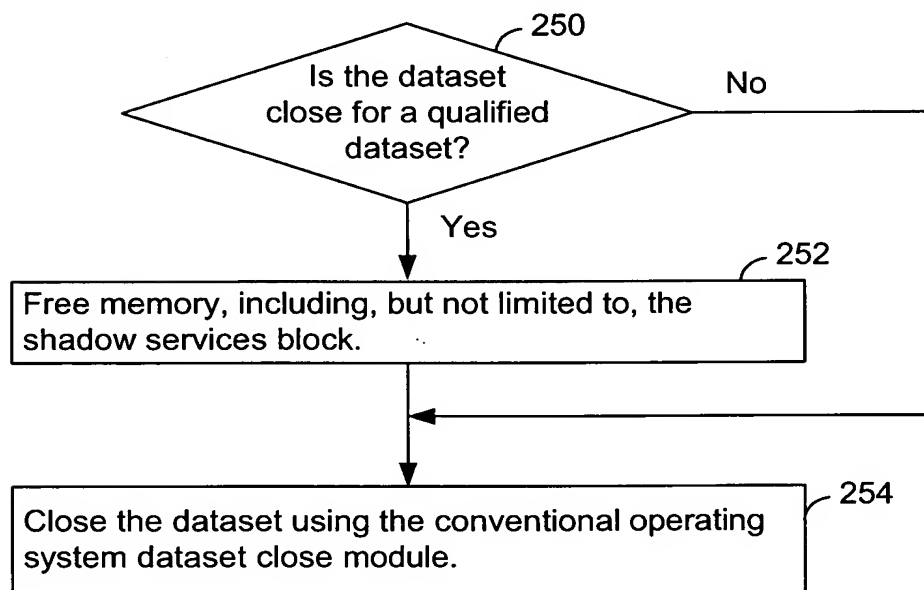 250
Is the dataset
close for a qualified
dataset?
No
Yes
252
Free memory, including, but not limited to, the
shadow services block.
254
Close the dataset using the conventional operating
system dataset close module.